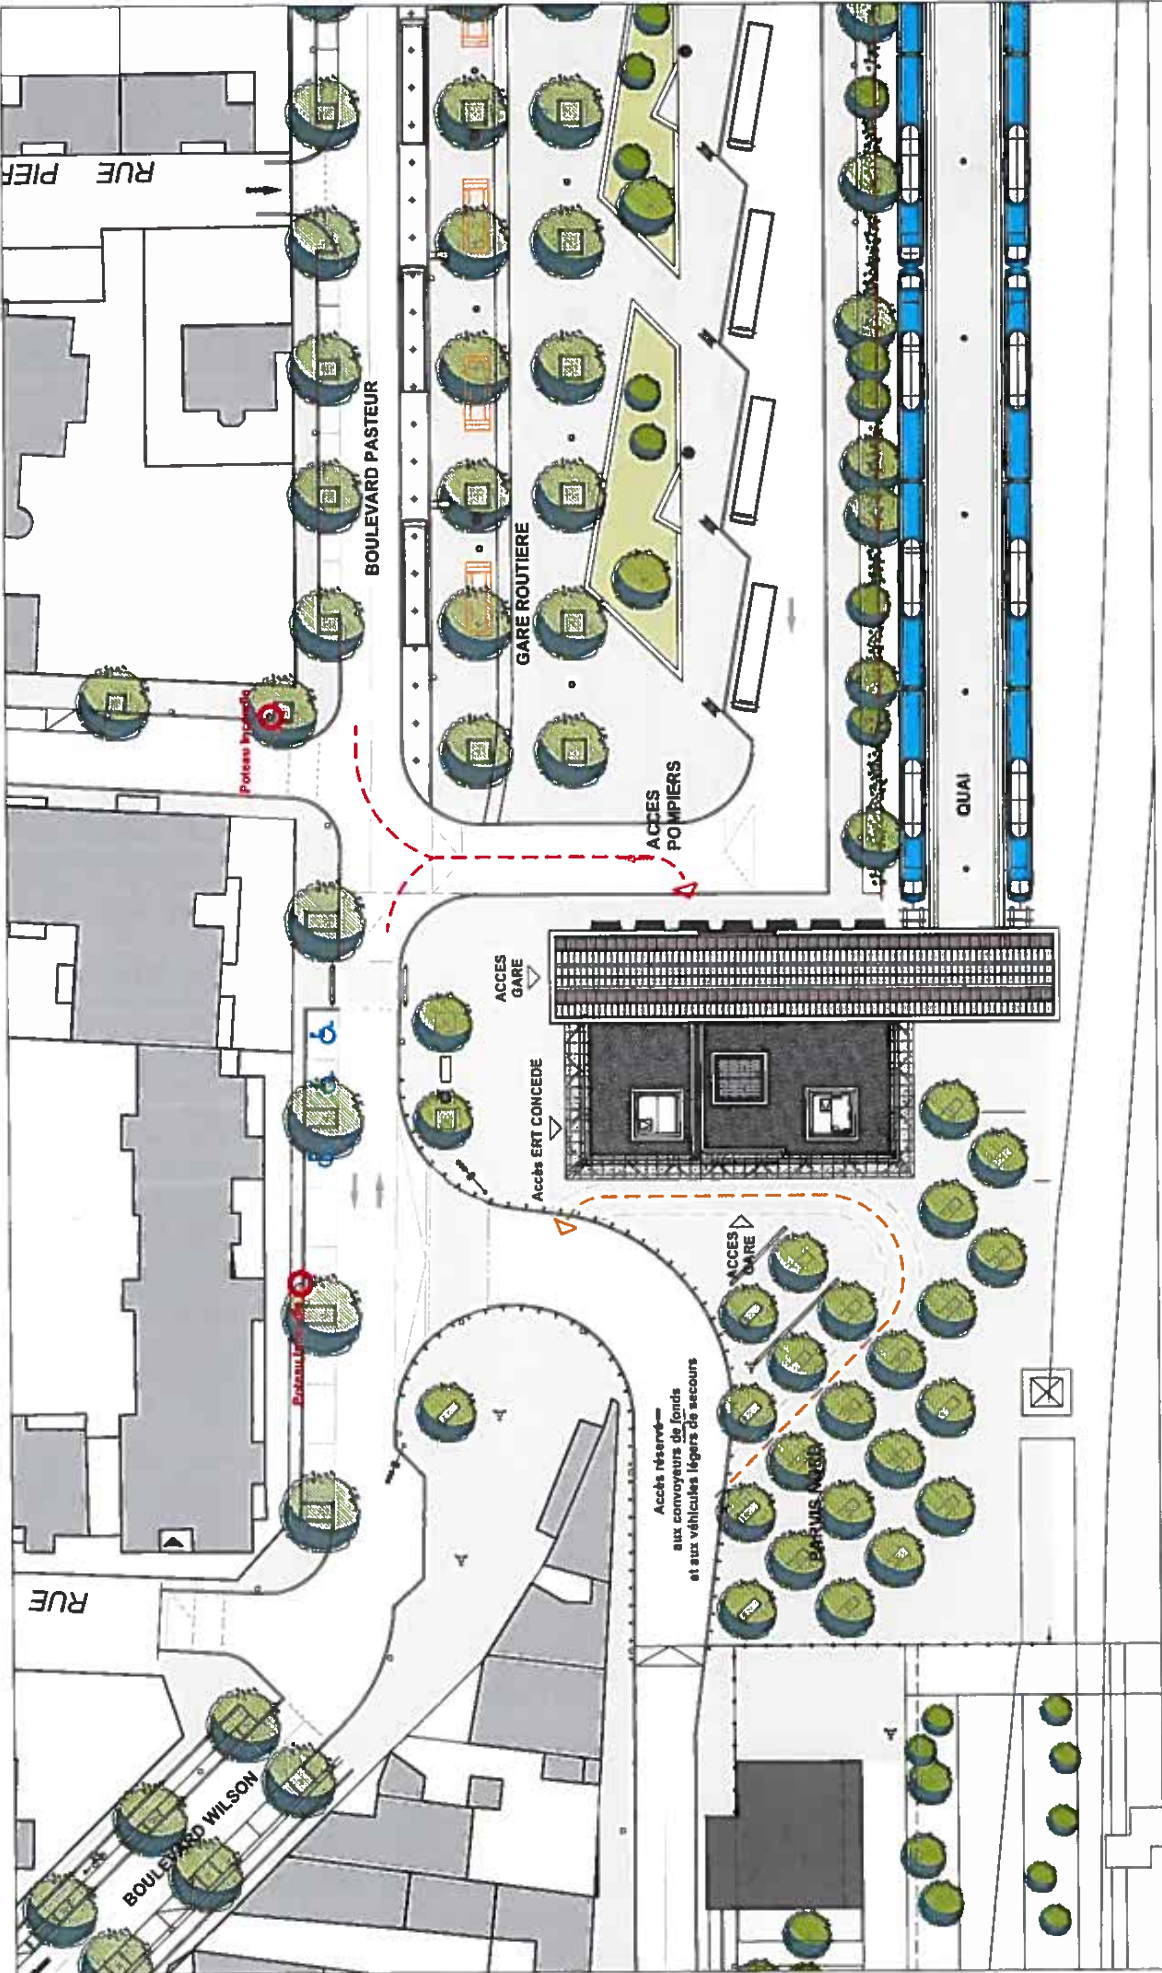 RUE PIER
BOULEVARD PASTEUR
GARE ROUTIERE
Poteau Incendie
ACCES
POMPIERS
QUAI
ACCES
GARE
Accès ERT CONCEDE
ACCES
GARE
Poteau
Accès réservé
aux convoyeurs de fonds
et aux véhicules légers de secours
PARVIS NORD
RUE
BOULEVARD WILSON